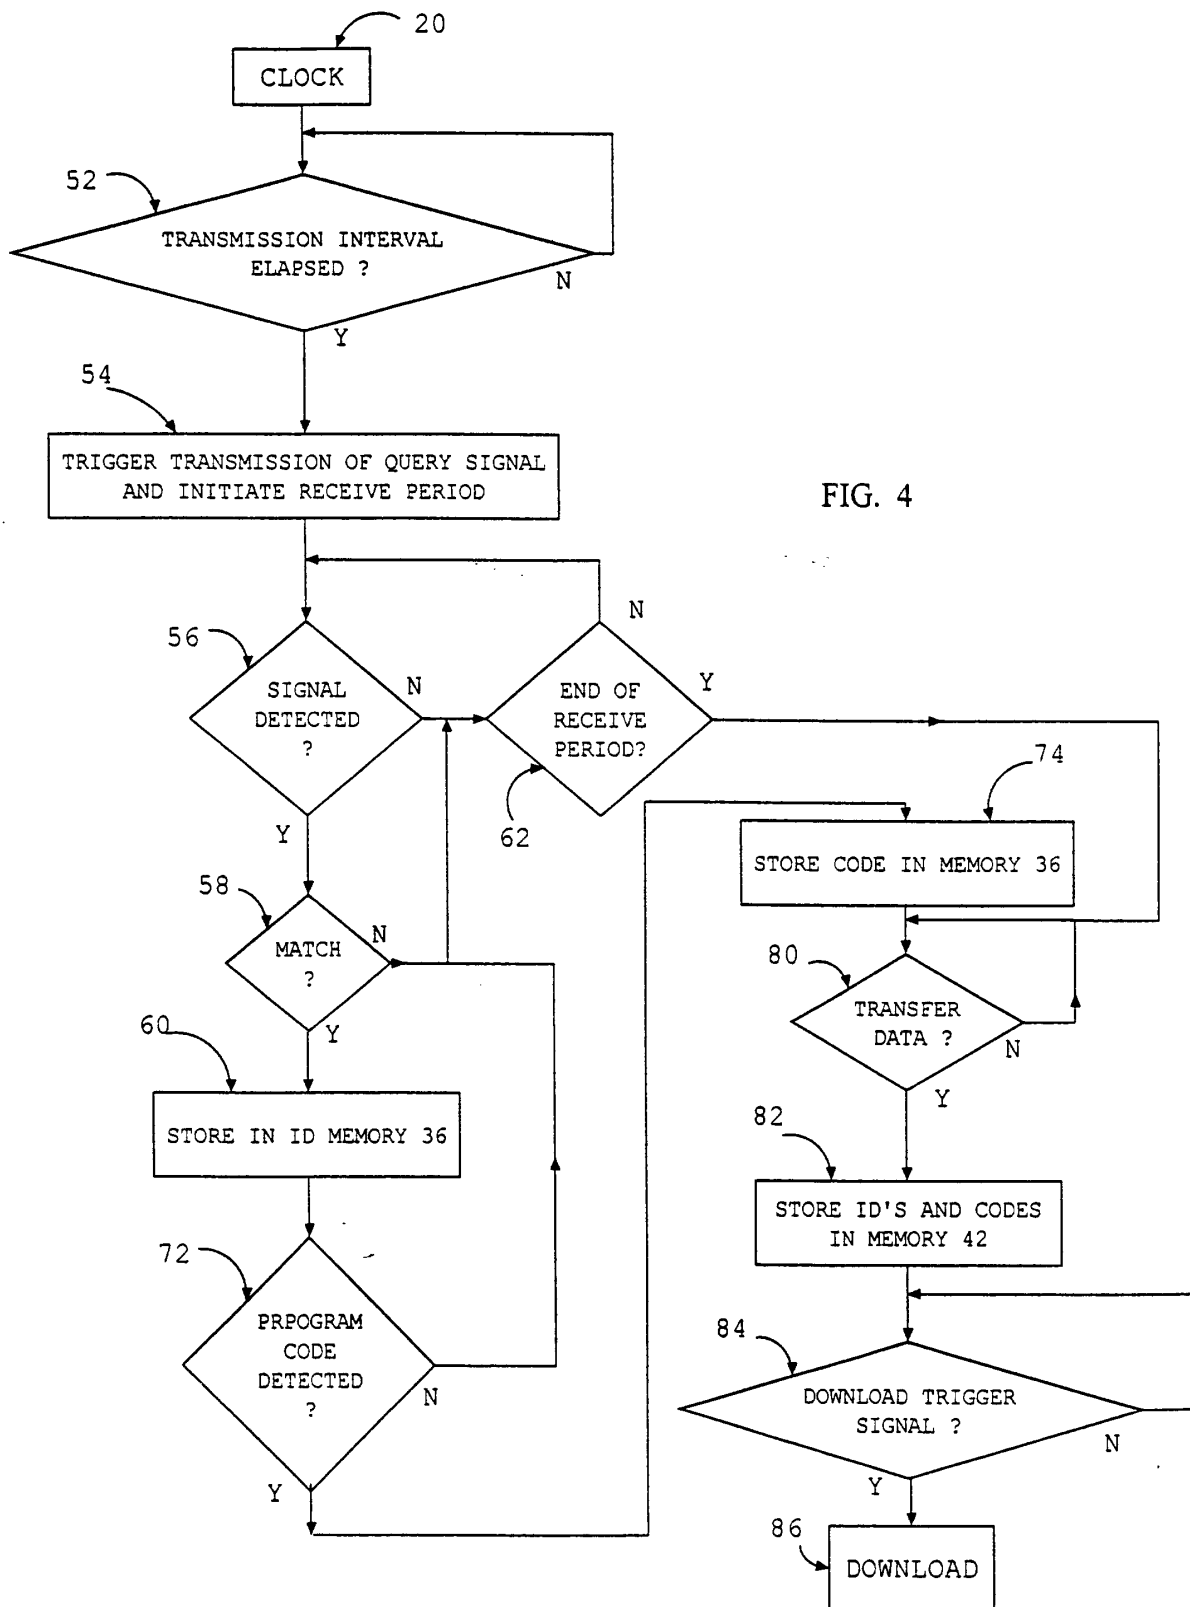 20
CLOCK
52
TRANSMISSION INTERVAL
ELAPSED ?
N
Y
54
TRIGGER TRANSMISSION OF QUERY SIGNAL
AND INITIATE RECEIVE PERIOD
FIG. 4
56
SIGNAL
DETECTED
?
N
Y
N
END OF
RECEIVE
PERIOD?
Y
62
58
MATCH
?
N
Y
60
STORE IN ID MEMORY 36
72
PRPOGRAM
CODE
DETECTED
?
N
Y
74
STORE CODE IN MEMORY 36
80
TRANSFER
DATA ?
N
Y
82
STORE ID'S AND CODES
IN MEMORY 42
84
DOWNLOAD TRIGGER
SIGNAL ?
N
Y
86
DOWNLOAD